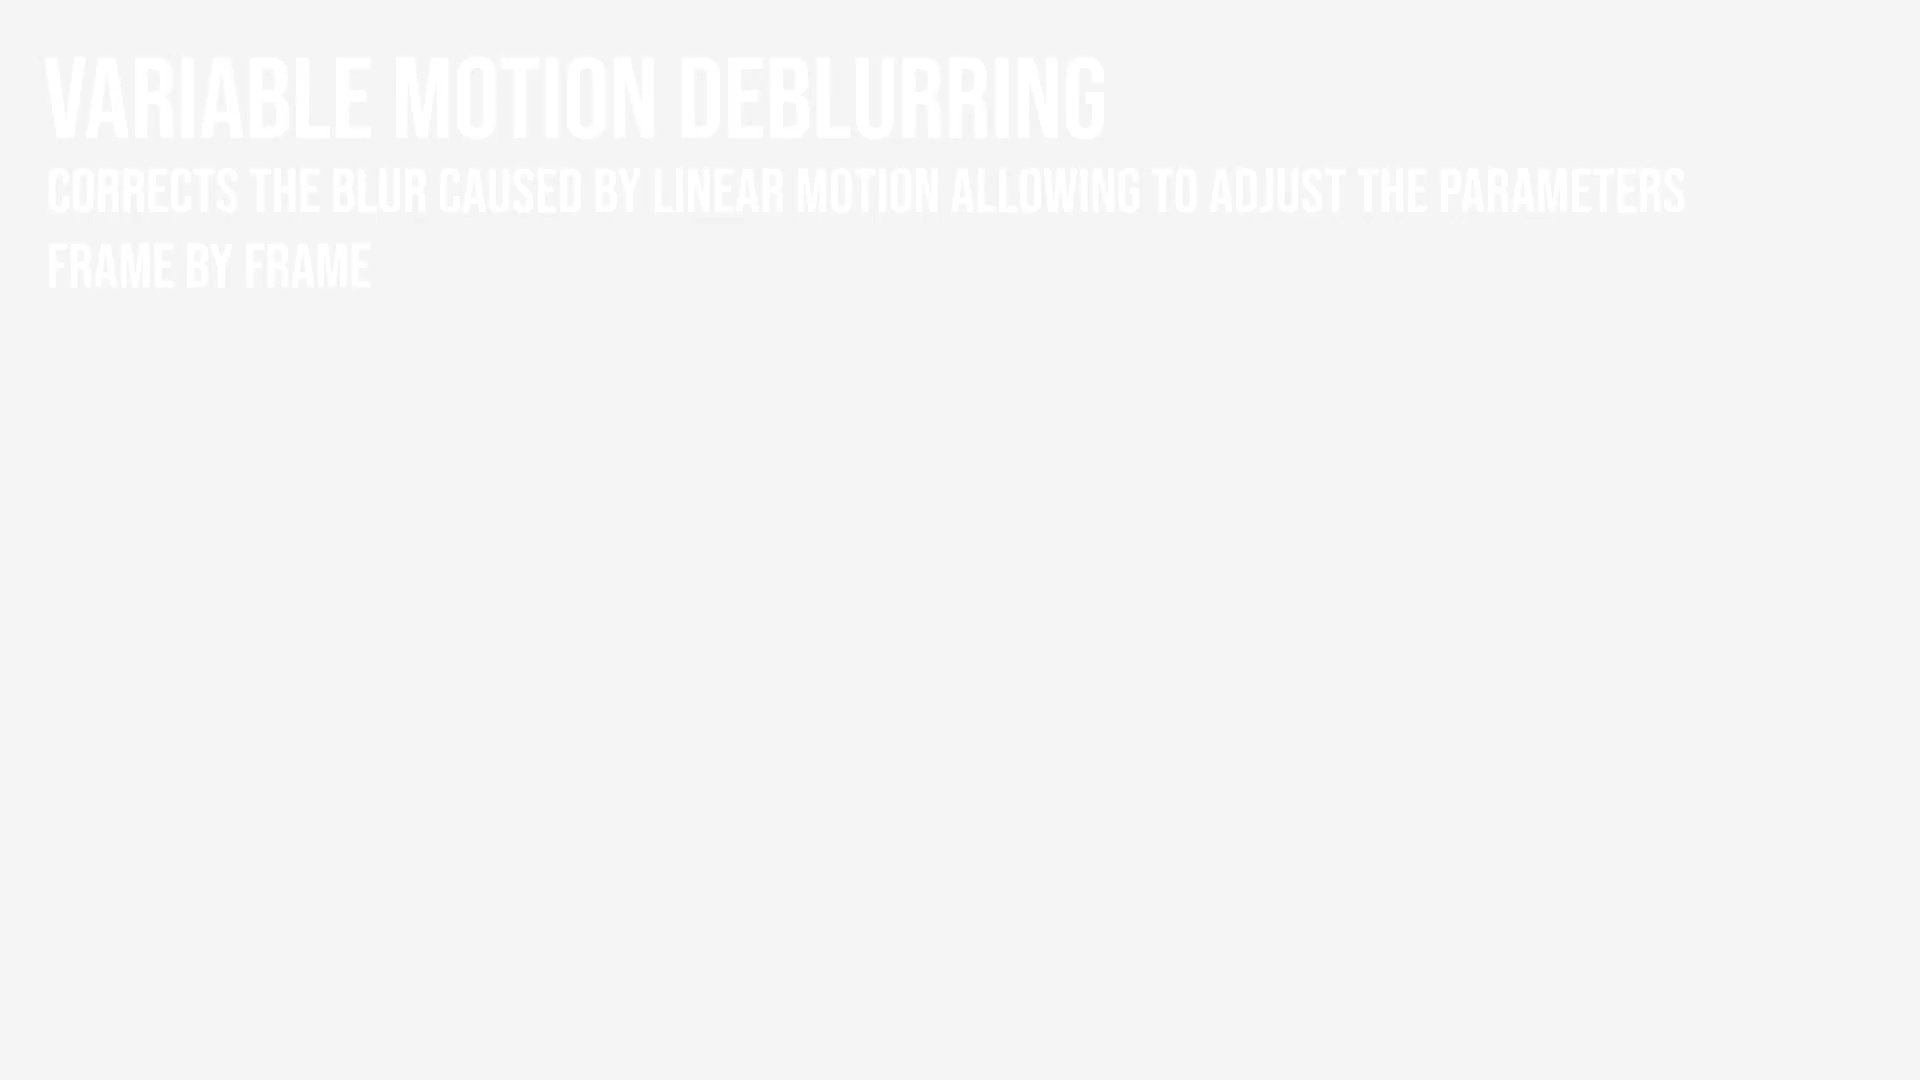 VARIABLE MOTION DEBLURRING
CORRECTS THE BLUR CAUSED BY LINEAR MOTION ALLOWING TO ADJUST THE PARAMETERS
FRAME BY FRAME